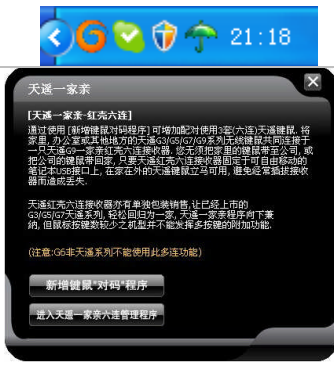 21:18
天遥一家亲
[天遥一家亲-红壳六连]
通过使用 [新增键鼠对码程序] 可增加配对使用3套(六连)天遥键鼠. 将
家里, 办公室或其他地方的天遥G3/G5/G7/G9系列无线键鼠共同连接于
一只天遥G9一家亲红壳六连接收器. 您无须把家里的键鼠带至公司, 或
把公司的键鼠带回家, 只要天遥红壳六连接收器固定于可自由移动的
笔记本USB接口上, 在家在外的天遥键鼠立马可用, 避免经常插拔接收
器而造成丢失.
天遥红壳六连接收器亦有单独包装销售, 让已经上市的
G3/G5/G7天遥系列, 轻松回归为一家, 天遥一家亲程序向下兼
纳, 但鼠标按键数较少之机型并不能发挥多按键的附加功能.
(注意:G6非天遥系列不能使用此多连功能)
新增键鼠"对码"程序
进入天遥一家亲六连管理程序